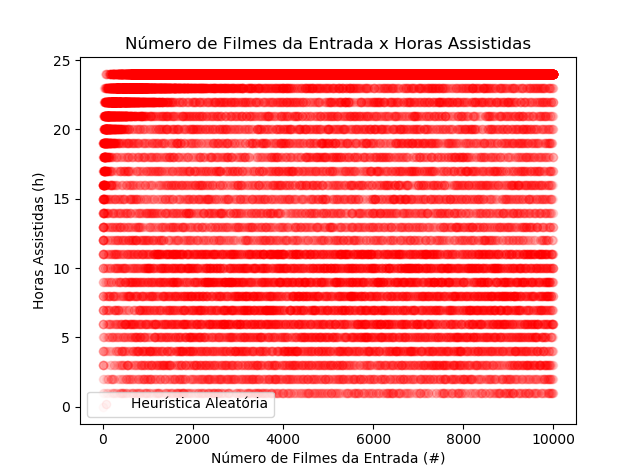 Número de Filmes da Entrada x Horas Assistidas
25
20
15
10
5
0
Horas Assistidas (h)
Heurística Aleatória
0 2000 4000 6000 8000 10000
Número de Filmes da Entrada (#)